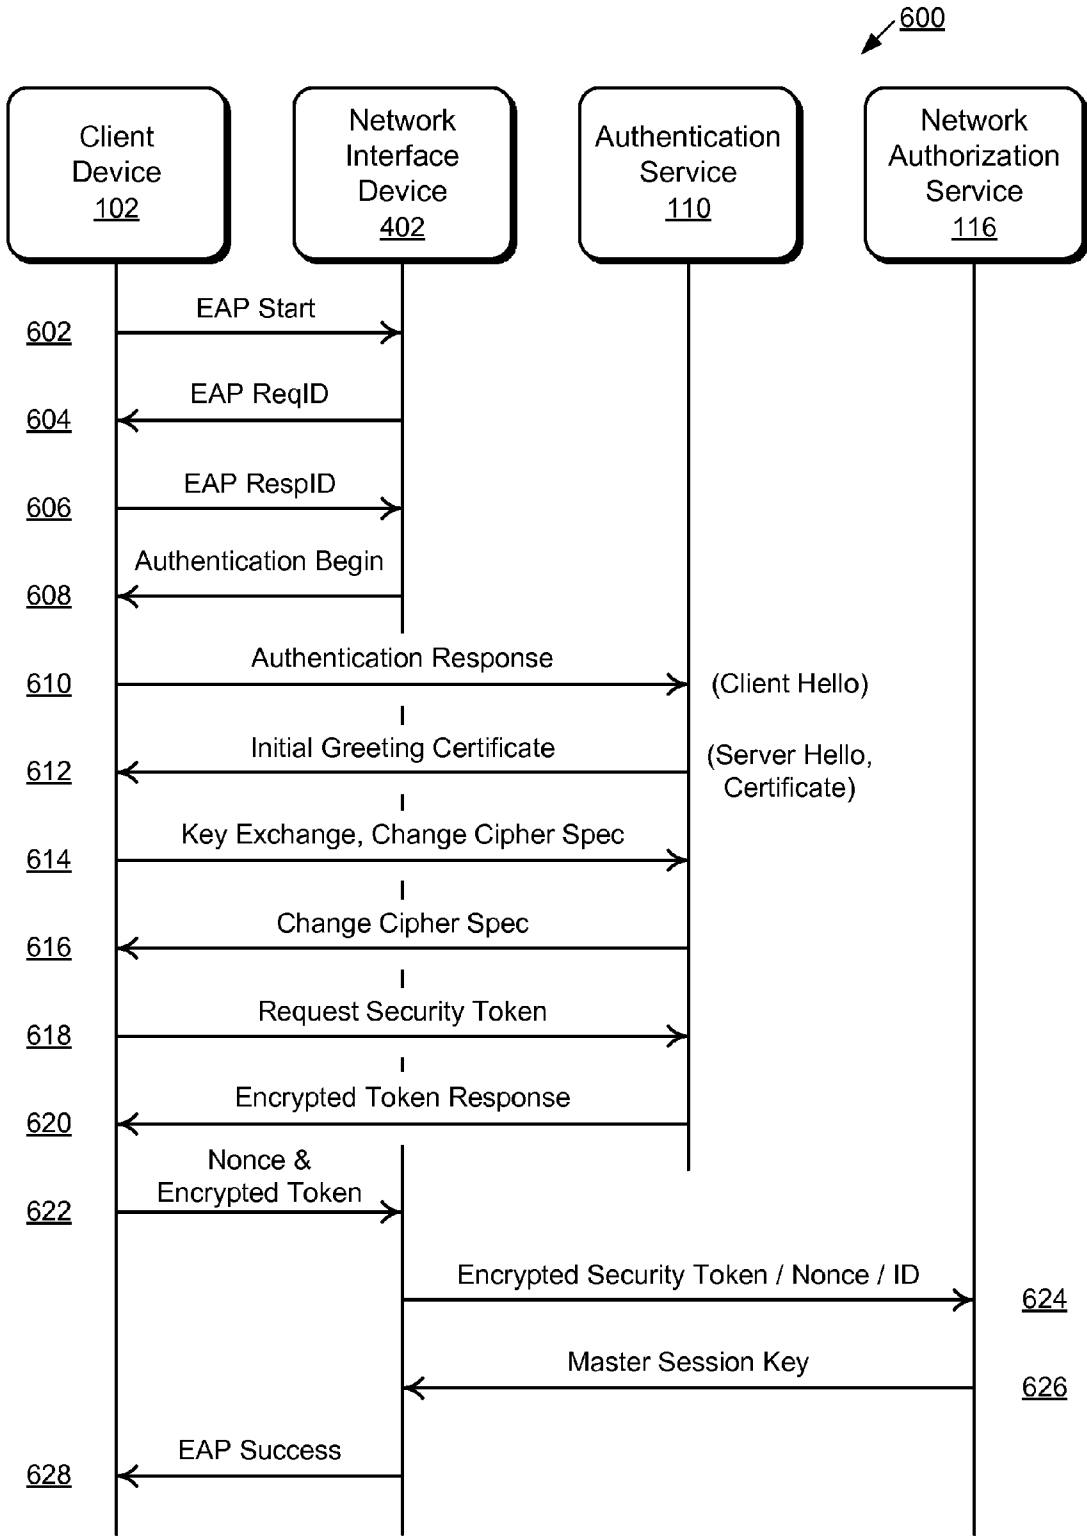 600
Client
Device
102
Network
Interface
Device
402
Authentication
Service
110
Network
Authorization
Service
116
EAP Start
602
EAP ReqID
604
EAP RespID
606
Authentication Begin
608
Authentication Response
610
(Client Hello)
Initial Greeting Certificate
612
(Server Hello,
Certificate)
Key Exchange, Change Cipher Spec
614
Change Cipher Spec
616
Request Security Token
618
Encrypted Token Response
620
Nonce &
Encrypted Token
622
Encrypted Security Token / Nonce / ID
624
Master Session Key
626
EAP Success
628